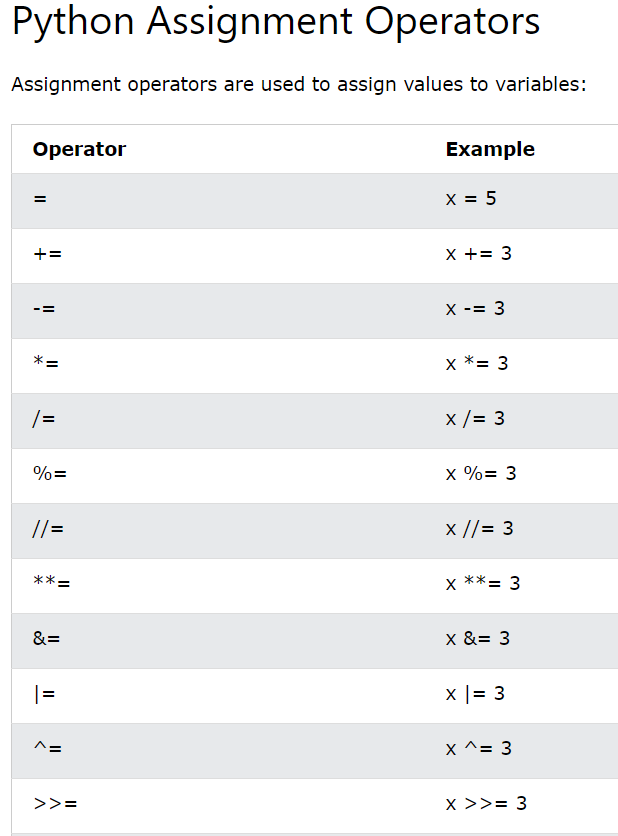 Python Assignment Operators
Assignment operators are used to assign values to variables:
Operator Example
= x = 5
+= x += 3
-= x -= 3
*= x *= 3
/= x /= 3
%= x %= 3
//= x //= 3
**= x **= 3
&= x &= 3
|= x |= 3
^= x ^= 3
>>= x >>= 3